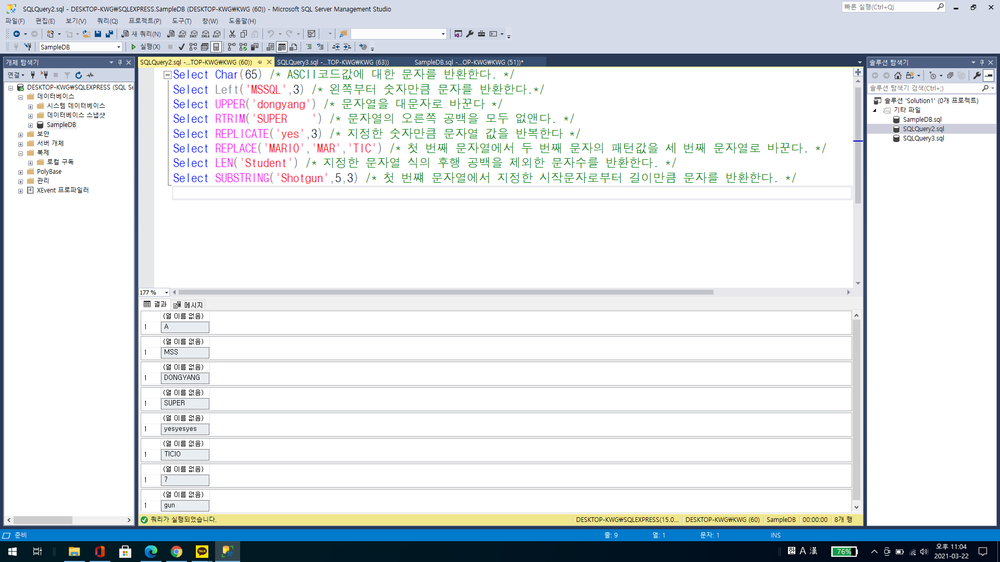 SQLQuery2.sql - DESKTOP-KWG₩SQLEXPRESS.SampleDB (DESKTOP-KWG₩KWG (60)) - Microsoft SQL Server Management Studio
빠른 실행(Ctrl+Q)
파일(F) 편집(E) 보기(V) 쿼리(Q) 프로젝트(P) 도구(T) 창(W) 도움말(H)
새 쿼리(N) MDX DMX XMLA DAX
SampleDB 실행(X)
개체 탐색기
연결
DESKTOP-KWG₩SQLEXPRESS (SQL Se
데이터베이스
시스템 데이터베이스
데이터베이스 스냅샷
SampleDB
보안
서버 개체
복제
로컬 구독
PolyBase
관리
XEvent 프로파일러
SQLQuery2.sql -...TOP-KWG₩KWG (60)) SQLQuery3.sql -...TOP-KWG₩KWG (63)) SampleDB.sql -...OP-KWG₩KWG (51))*
Select Char(65) /* ASCII코드값에 대한 문자를 반환한다. */
Select Left('MSSQL',3) /* 왼쪽부터 숫자만큼 문자를 반환한다.*/
Select UPPER('dongyang') /* 문자열을 대문자로 바꾼다 */
Select RTRIM('SUPER    ') /* 문자열의 오른쪽 공백을 모두 없앤다. */
Select REPLICATE('yes',3) /* 지정한 숫자만큼 문자열 값을 반복한다 */
Select REPLACE('MARIO','MAR','TIC') /* 첫 번째 문자열에서 두 번째 문자의 패턴값을 세 번째 문자열로 바꾼다. */
Select LEN('Student') /* 지정한 문자열 식의 후행 공백을 제외한 문자수를 반환한다. */
Select SUBSTRING('Shotgun',5,3) /* 첫 번째 문자열에서 지정한 시작문자로부터 길이만큼 문자를 반환한다. */
177 %
결과 메시지
(열 이름 없음)
1 A
(열 이름 없음)
1 MSS
(열 이름 없음)
1 DONGYANG
(열 이름 없음)
1 SUPER
(열 이름 없음)
1 yesyesyes
(열 이름 없음)
1 TICIO
(열 이름 없음)
1 7
(열 이름 없음)
1 gun
쿼리가 실행되었습니다. DESKTOP-KWG₩SQLEXPRESS(15.0... DESKTOP-KWG₩KWG (60) SampleDB 00:00:00 8개 행
솔루션 탐색기
솔루션 탐색기 검색(Ctrl+;)
솔루션 'Solution1' (0개 프로젝트)
기타 파일
SampleDB.sql
SQLQuery2.sql
SQLQuery3.sql
준비 줄: 9 열: 1 문자: 1 INS
TALK
한 A 漢 76%
오후 11:04
2021-03-22